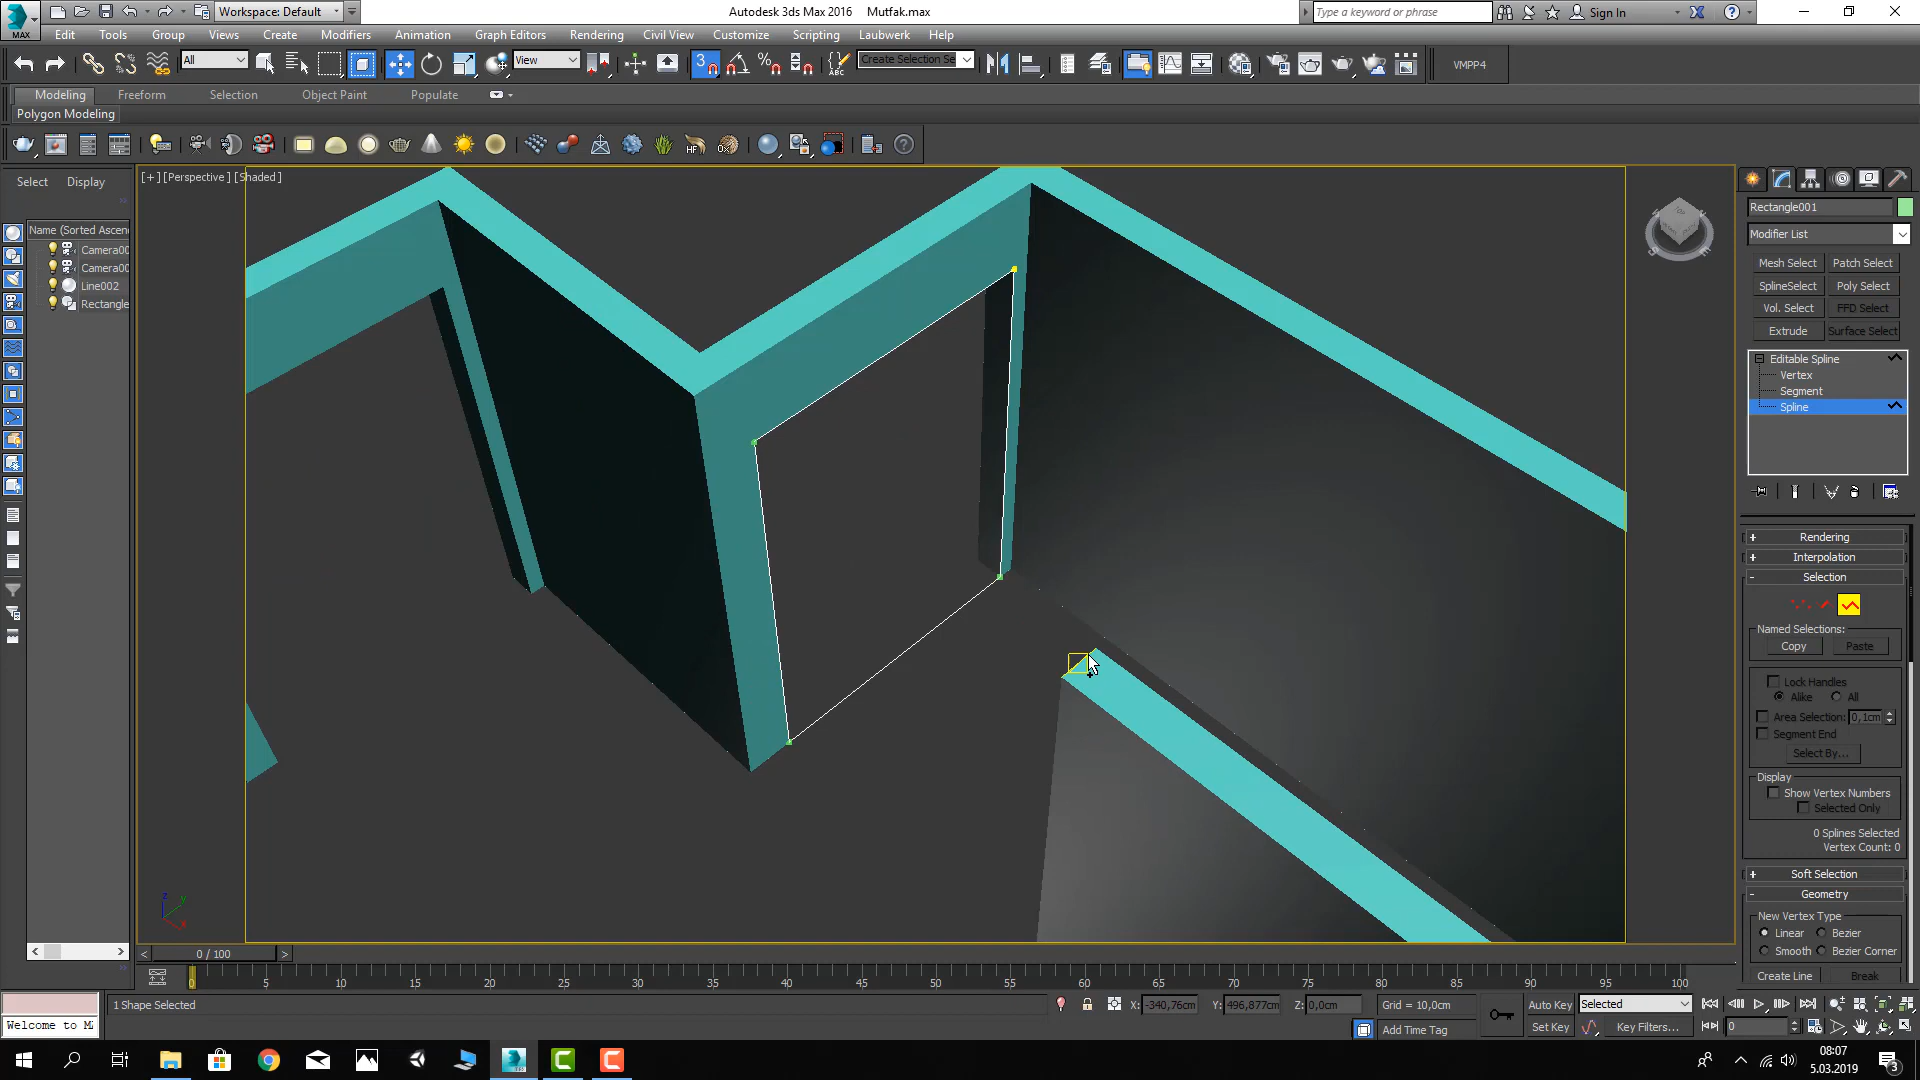 Workspace: Default
Autodesk 3ds Max 2016 Mutfak.max
Type a keyword or phrase
Sign In
MAX
Edit Tools Group Views Create Modifiers Animation Graph Editors Rendering Civil View Customize Scripting Laubwerk Help
All
View
3
ABC
Create Selection Se
VMPP4
Modeling Freeform Selection Object Paint Populate
Polygon Modeling
HF
Select Display
[+] [Perspective] [Shaded]
Name (Sorted Ascen
Camera00
Camera00
Line002
Rectangle
Rectangle001
Modifier List
Mesh Select Patch Select
SplineSelect Poly Select
Vol. Select FFD Select
Extrude Surface Select
Editable Spline
Vertex
Segment
Spline
+ Rendering
+ Interpolation
- Selection
Named Selections:
Copy Paste
Lock Handles
Alike All
Area Selection: 0,1cm
Segment End
Select By...
Display
Show Vertex Numbers
Selected Only
0 Splines Selected
Vertex Count: 0
+ Soft Selection
- Geometry
New Vertex Type
Linear Bezier
Smooth Bezier Corner
Create Line Break
z y x
< 0 / 100 >
0 5 10 15 20 25 30 35 40 45 50 55 60 65 70 75 80 85 90 95 100
1 Shape Selected
X: -340,76cm Y: 496,877cm Z: 0,0cm Grid = 10,0cm
Auto Key Selected
Welcome to M
Add Time Tag
Set Key Key Filters...
0
08:07
5.03.2019
3